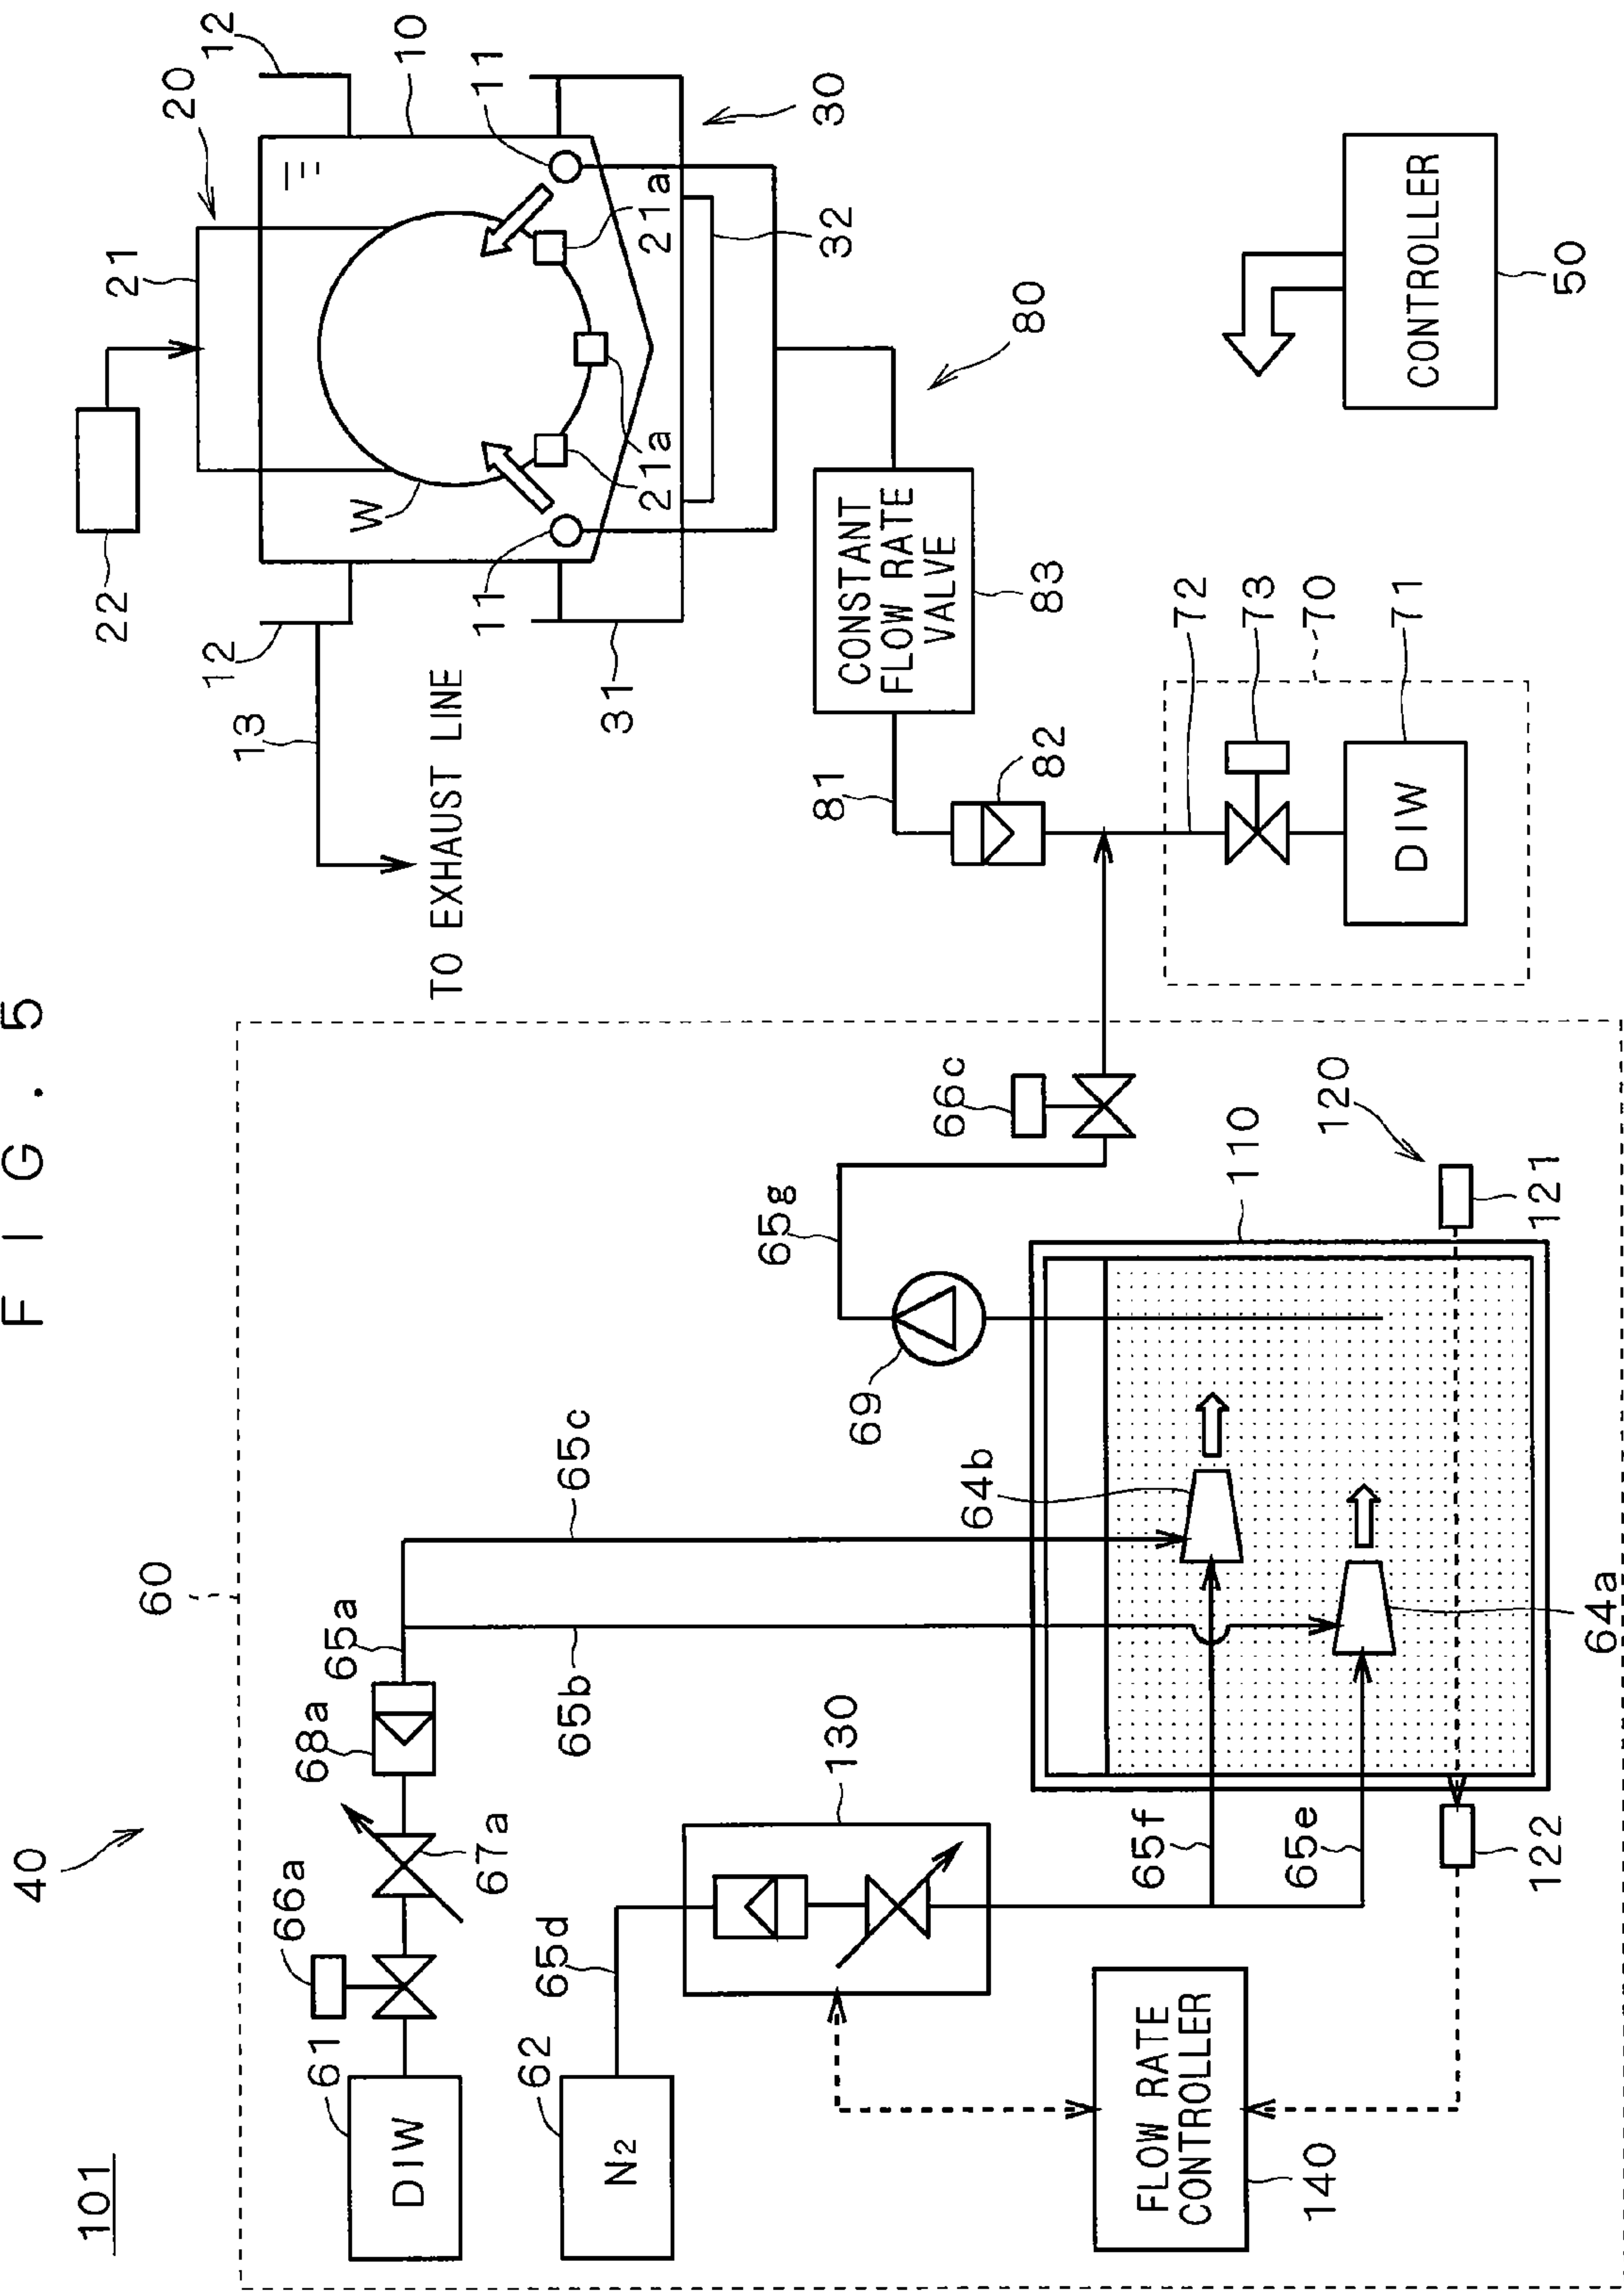 FIG. 5
101
40
60
DIW
61
66a
67a
68a
65a
65b
65c
N2
62
65d
130
FLOW RATE
CONTROLLER
140
65f
65e
122
64b
64a
69
65g
66c
110
120
121
TO EXHAUST LINE
13
12
22
21
20
12
10
W
11
11
21a
21a
21a
31
32
30
80
CONSTANT
FLOW RATE
VALVE
83
81
82
72
73
70
71
DIW
CONTROLLER
50